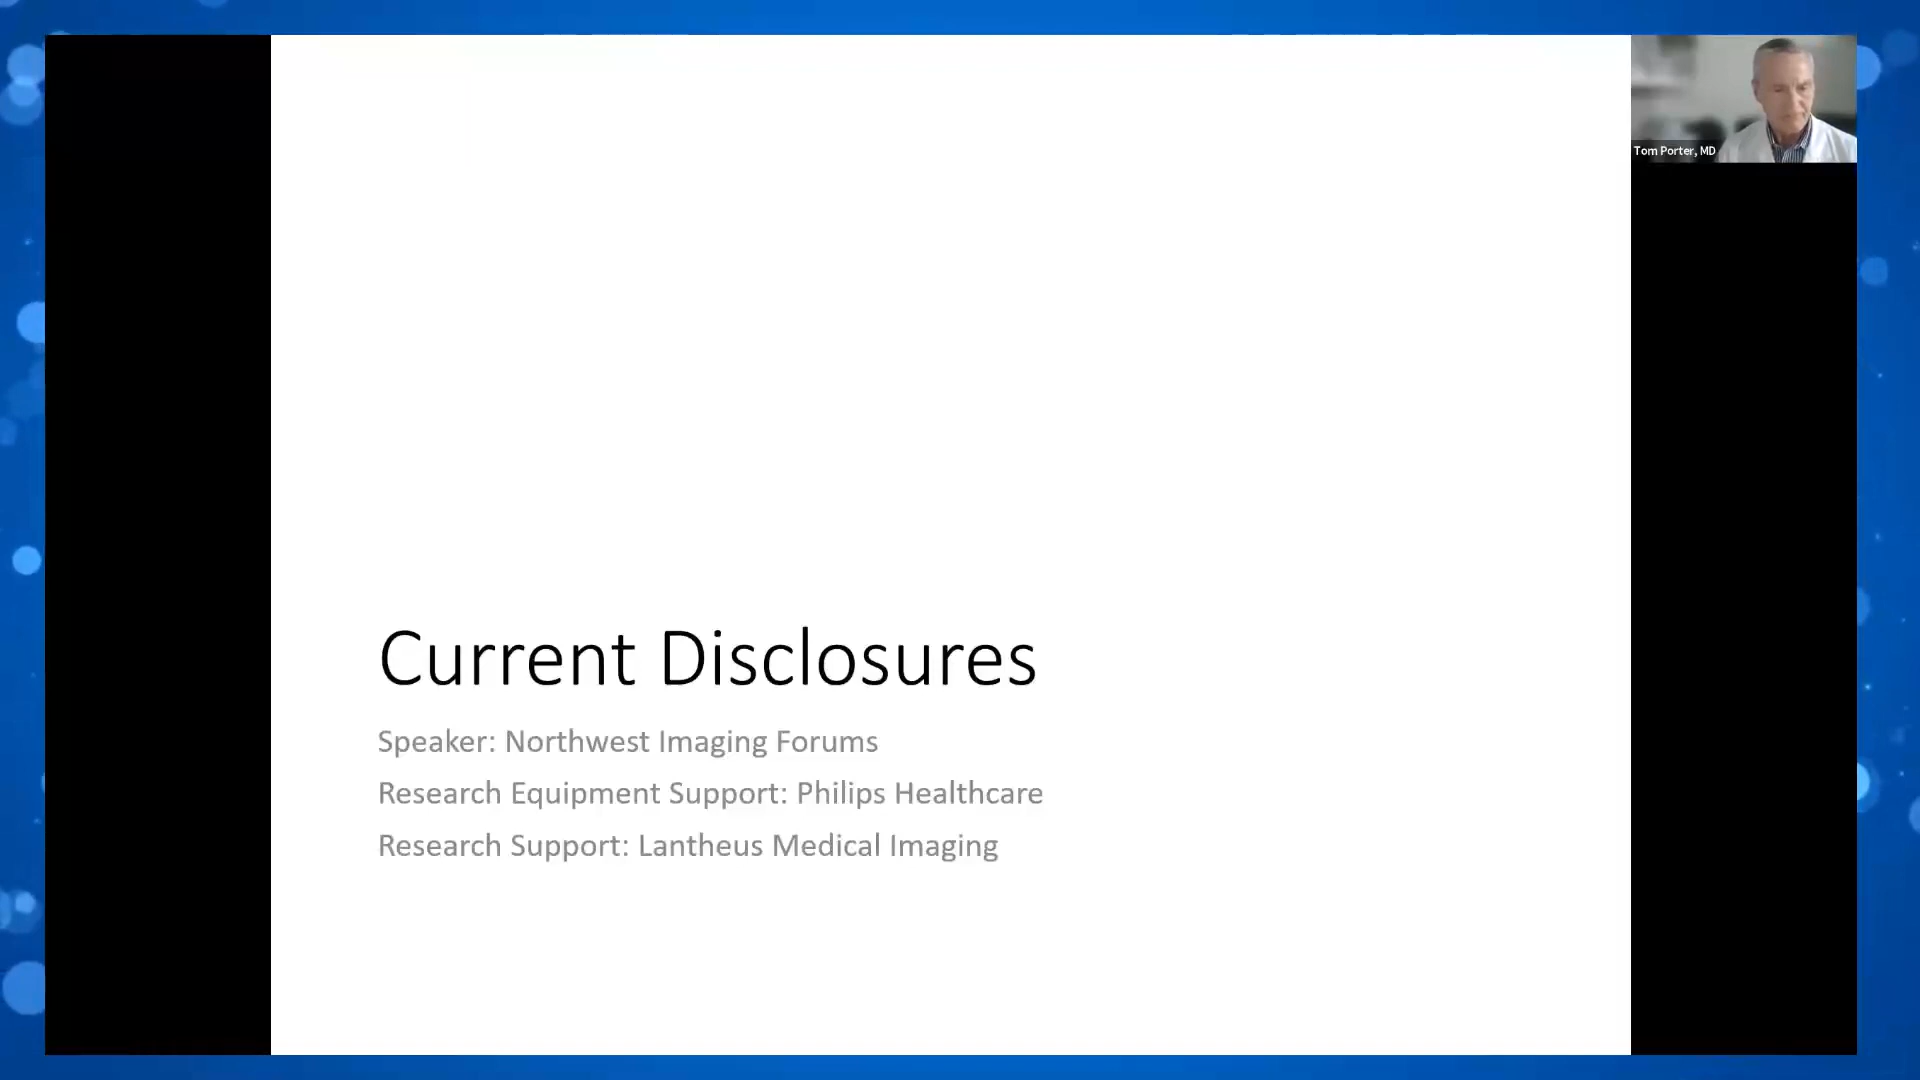 Tom Porter, MD
Current Disclosures
Speaker: Northwest Imaging Forums
Research Equipment Support: Philips Healthcare
Research Support: Lantheus Medical Imaging